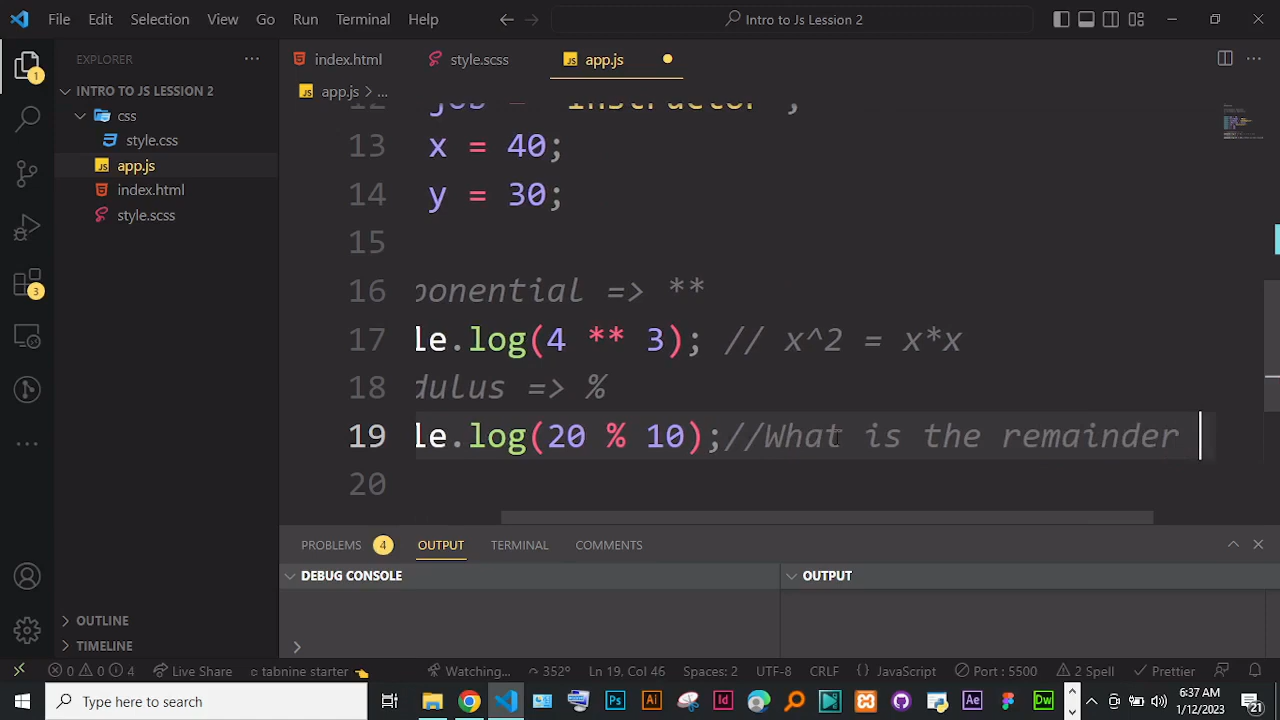 File Edit Selection View Go Run Terminal Help Intro to Js Lession 2
EXPLORER
INTRO TO JS LESSION 2
css
style.css
app.js
index.html
style.scss
OUTLINE
TIMELINE
1
3
index.html style.scss app.js
app.js > ...
12 job = "instructor";
13 x = 40;
14 y = 30;
15
16 ponential => **
17 le.log(4 ** 3); // x^2 = x*x
18 dulus => %
19 le.log(20 % 10);//What is the remainder
20
PROBLEMS 4 OUTPUT TERMINAL COMMENTS
DEBUG CONSOLE OUTPUT
0 0 4 Live Share tabnine starter Watching... 352° Ln 19, Col 46 Spaces: 2 UTF-8 CRLF {} JavaScript Port : 5500 2 Spell Prettier
Type here to search
6:37 AM
1/12/2023
21